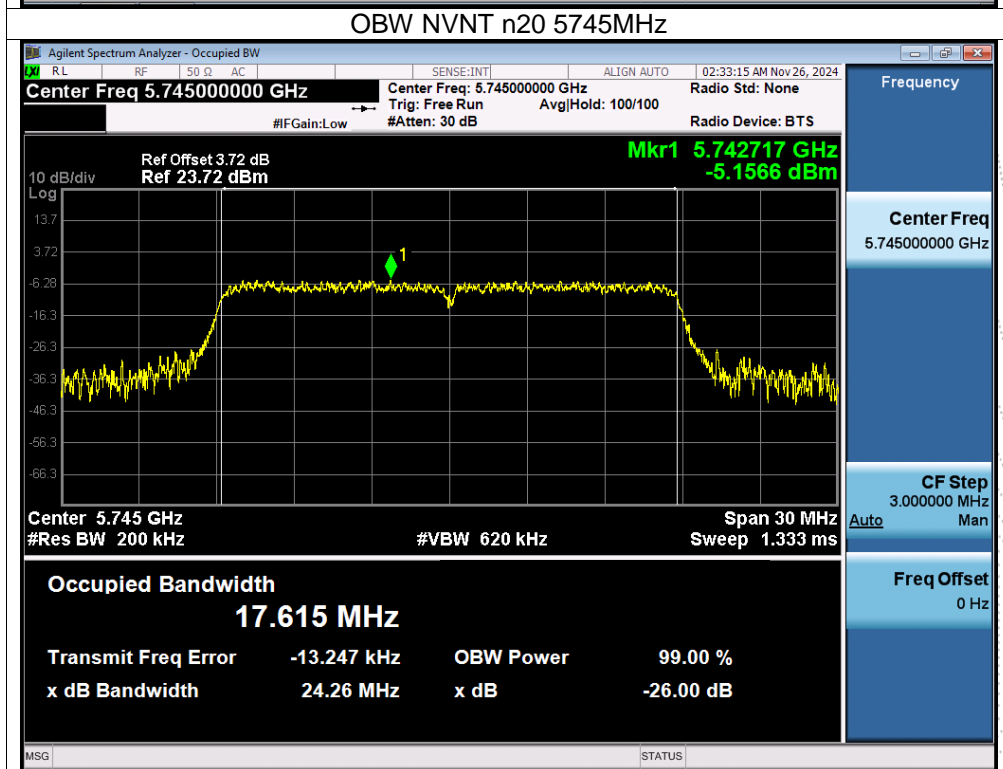 OBW NVNT n20 5745MHz
Agilent Spectrum Analyzer - Occupied BW
LXI RL RF 50 Ω AC SENSE:INT ALIGN AUTO 02:33:15 AM Nov 26, 2024
Center Freq 5.745000000 GHz
Center Freq: 5.745000000 GHz Radio Std: None
Trig: Free Run Avg|Hold: 100/100
#IFGain:Low #Atten: 30 dB Radio Device: BTS
Mkr1 5.742717 GHz
-5.1566 dBm
Ref Offset 3.72 dB
10 dB/div Ref 23.72 dBm
Log
13.7
3.72
-6.28
-16.3
-26.3
-36.3
-46.3
-56.3
-66.3
1
Center 5.745 GHz Span 30 MHz
#Res BW 200 kHz #VBW 620 kHz Sweep 1.333 ms
Occupied Bandwidth
17.615 MHz
Transmit Freq Error -13.247 kHz OBW Power 99.00 %
x dB Bandwidth 24.26 MHz x dB -26.00 dB
MSG STATUS
Frequency
Center Freq
5.745000000 GHz
CF Step
3.000000 MHz
Auto Man
Freq Offset
0 Hz